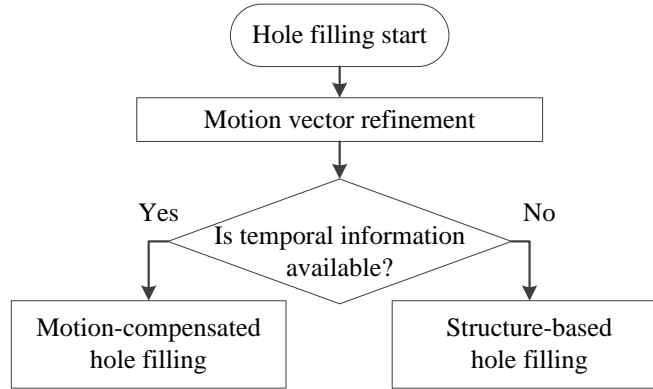 Hole filling start
Motion vector refinement
Yes
No
Is temporal information
available?
Motion-compensated
hole filling
Structure-based
hole filling